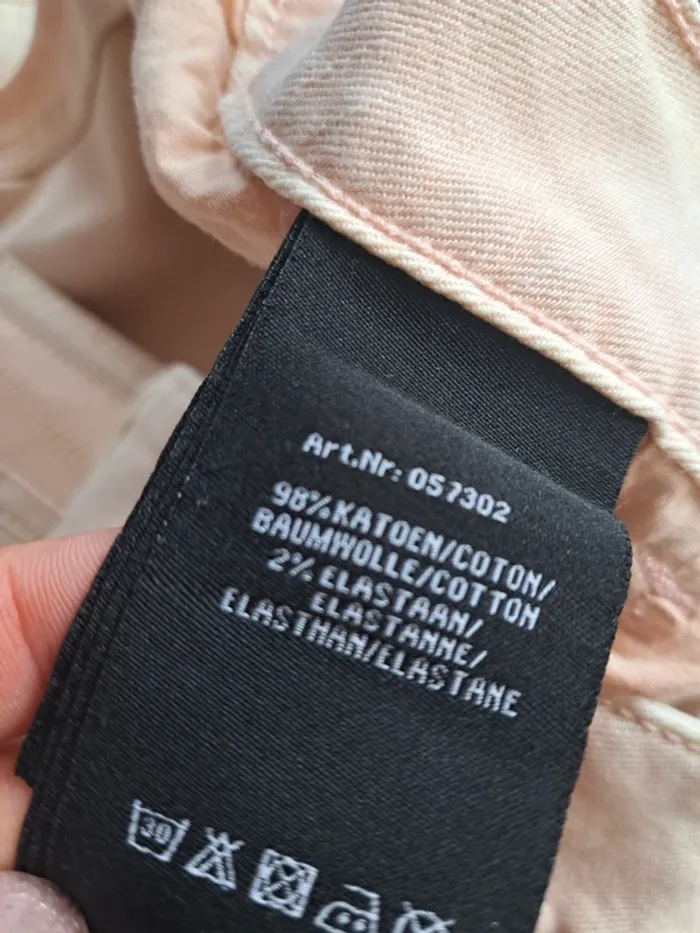 Art.Nr: 057302
98% KATOEN/COTON/
BAUMWOLLE/COTTON
2% ELASTAAN/
ELASTANNE/
ELASTHAN/ELASTANE
30